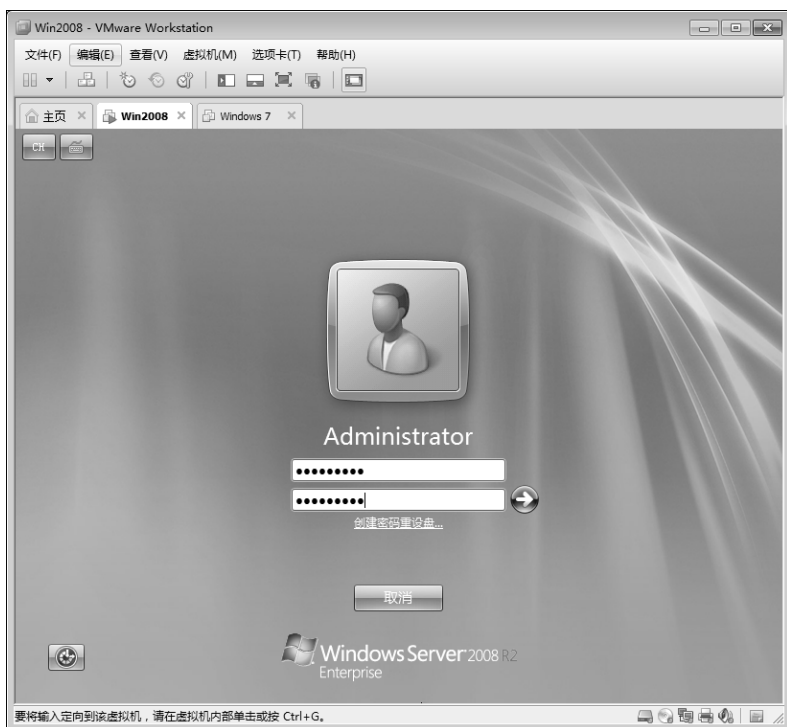 Win2008 - VMware Workstation
文件(F) 编辑(E) 查看(V) 虚拟机(M) 选项卡(T) 帮助(H)
主页 Win2008 Windows 7
CH
Administrator
•••••••••
•••••••••
创建密码重设盘...
取消
Windows Server 2008 R2
Enterprise
要将输入定向到该虚拟机，请在虚拟机内部单击或按 Ctrl+G。